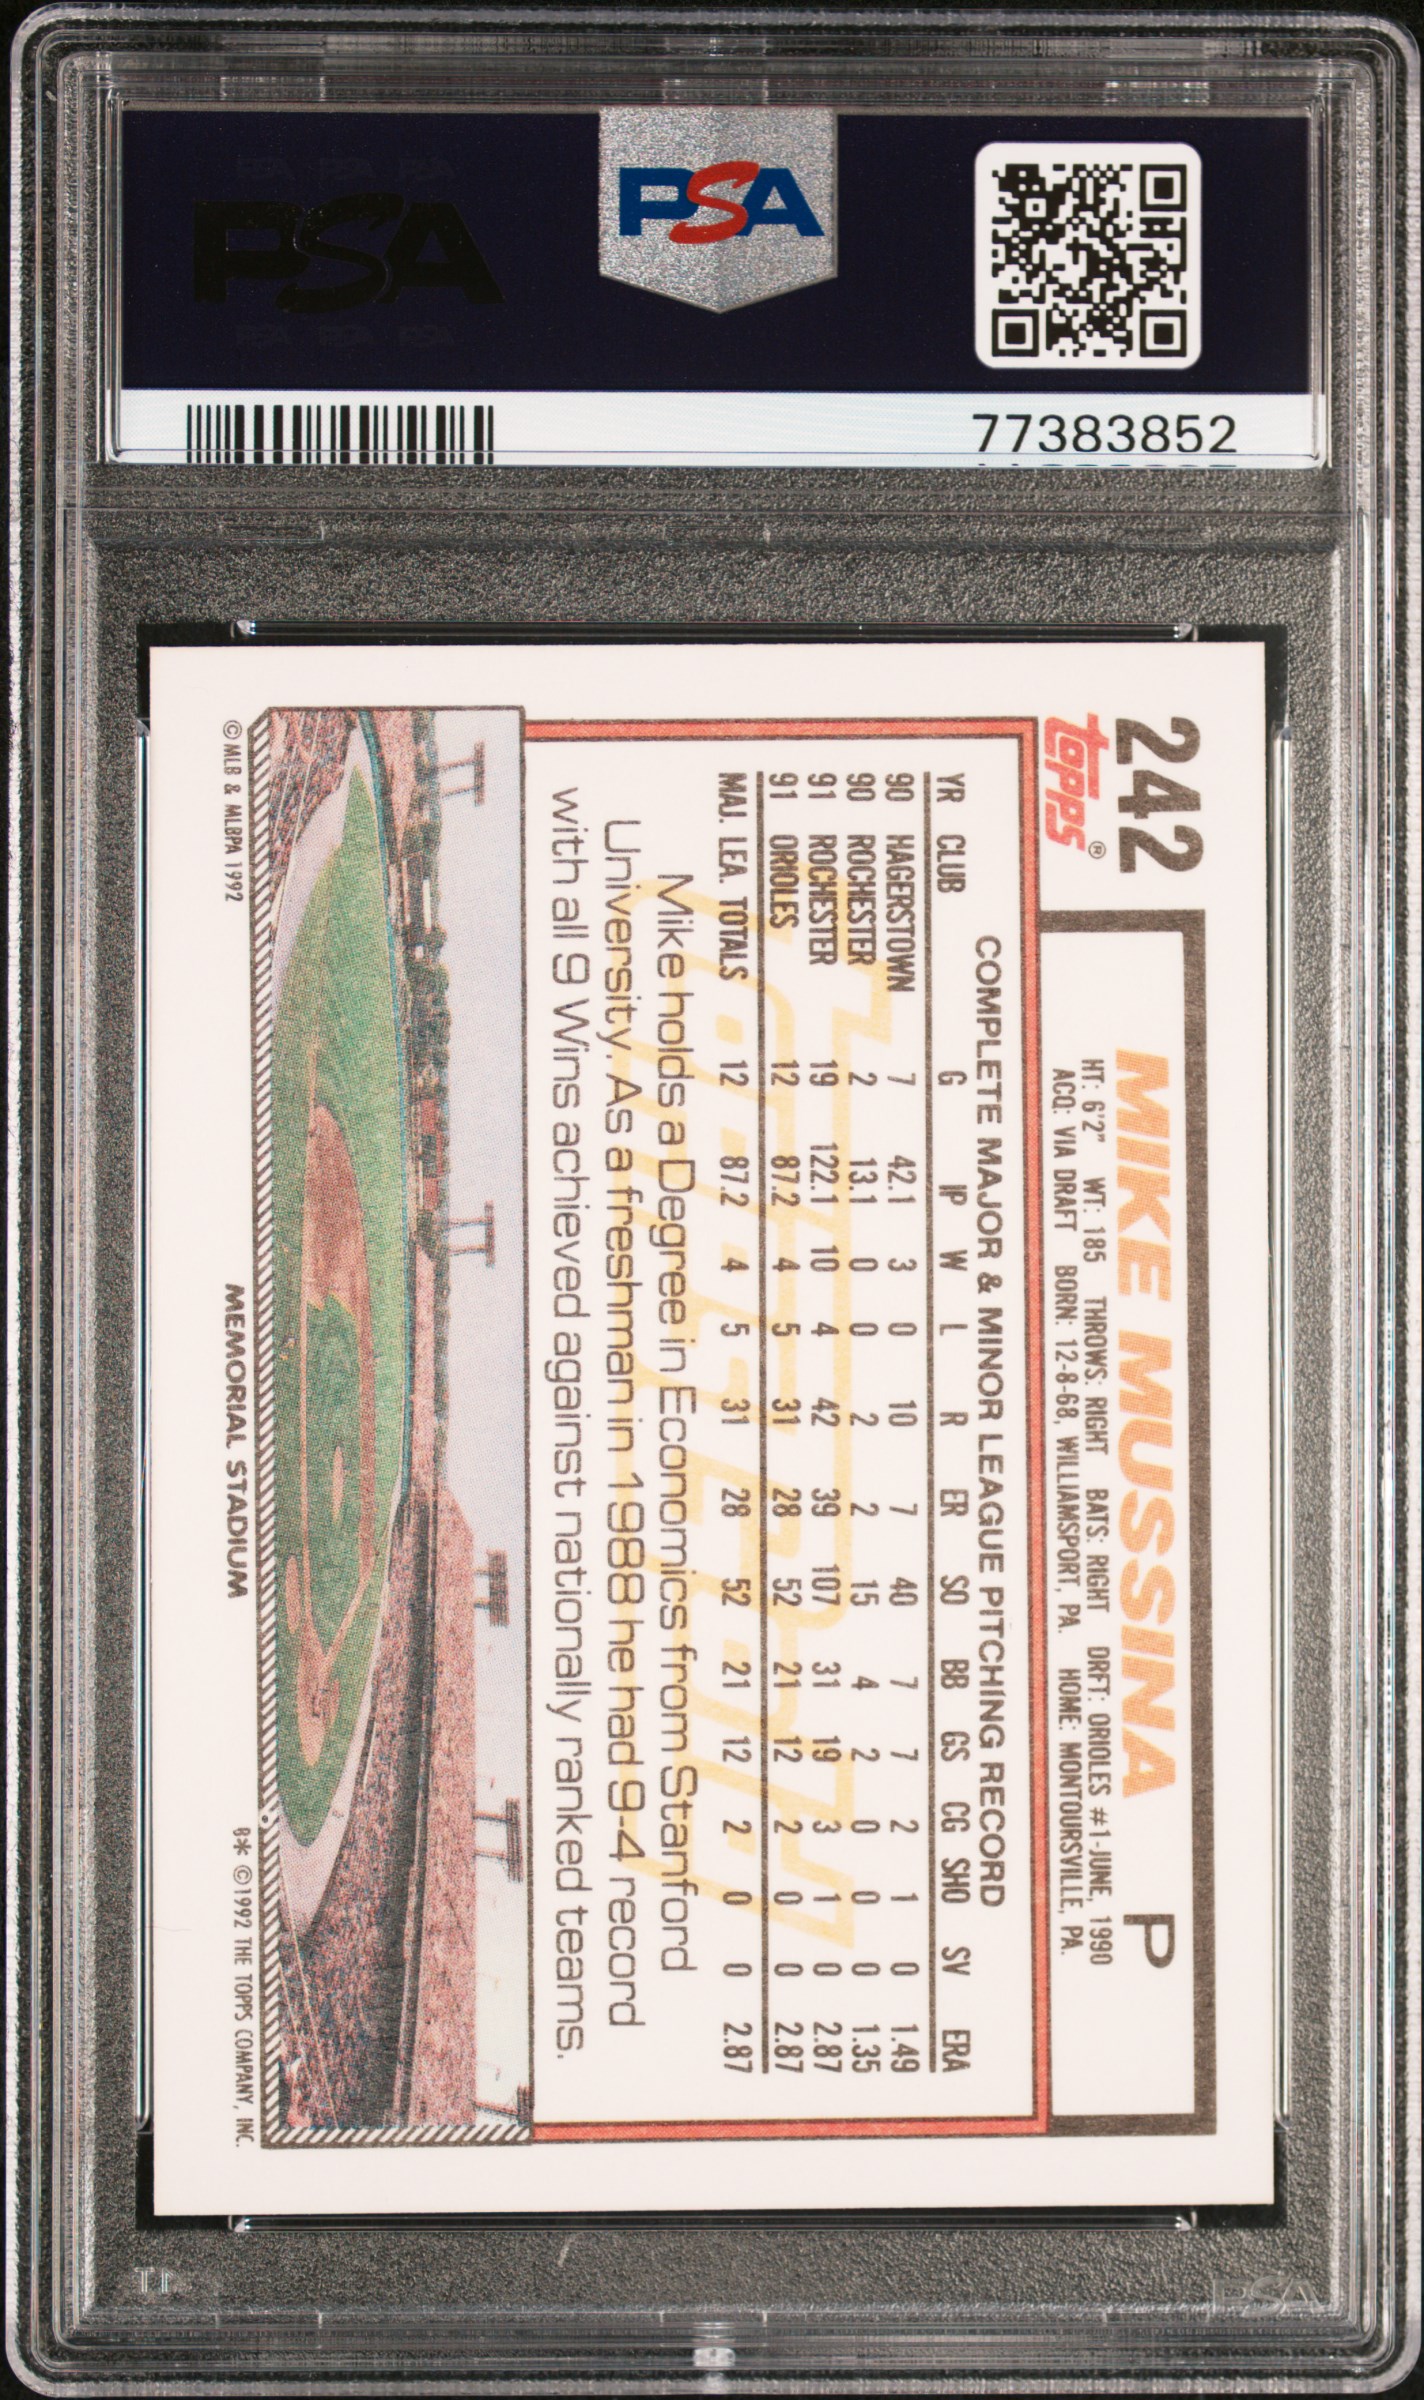 PSA PSA PSA
PSA
PSA PSA PSA
PSA
77383852
242
Topps®
MIKE MUSSINA P
HT: 6'2" WT: 185 THROWS: RIGHT BATS: RIGHT DRFT: ORIOLES #1-JUNE, 1990
ACQ: VIA DRAFT BORN: 12-8-68, WILLIAMSPORT, PA. HOME: MONTOURSVILLE, PA.
COMPLETE MAJOR & MINOR LEAGUE PITCHING RECORD
YR CLUB G IP W L R ER SO BB GS CG SHO SV ERA
90 HAGERSTOWN 7 42.1 3 0 10 7 40 7 7 2 1 0 1.49
90 ROCHESTER 2 13.1 0 0 2 2 15 4 2 0 0 0 1.35
91 ROCHESTER 19 122.1 10 4 42 39 107 31 19 3 1 0 2.87
91 ORIOLES 12 87.2 4 5 31 28 52 21 12 2 0 0 2.87
MAJ. LEA. TOTALS 12 87.2 4 5 31 28 52 21 12 2 0 0 2.87
Mike holds a Degree in Economics from Stanford
University. As a freshman in 1988 he had 9-4 record
with all 9 Wins achieved against nationally ranked teams.
©MLB & MLBPA 1992
MEMORIAL STADIUM
B* ©1992 THE TOPPS COMPANY, INC.
PSA